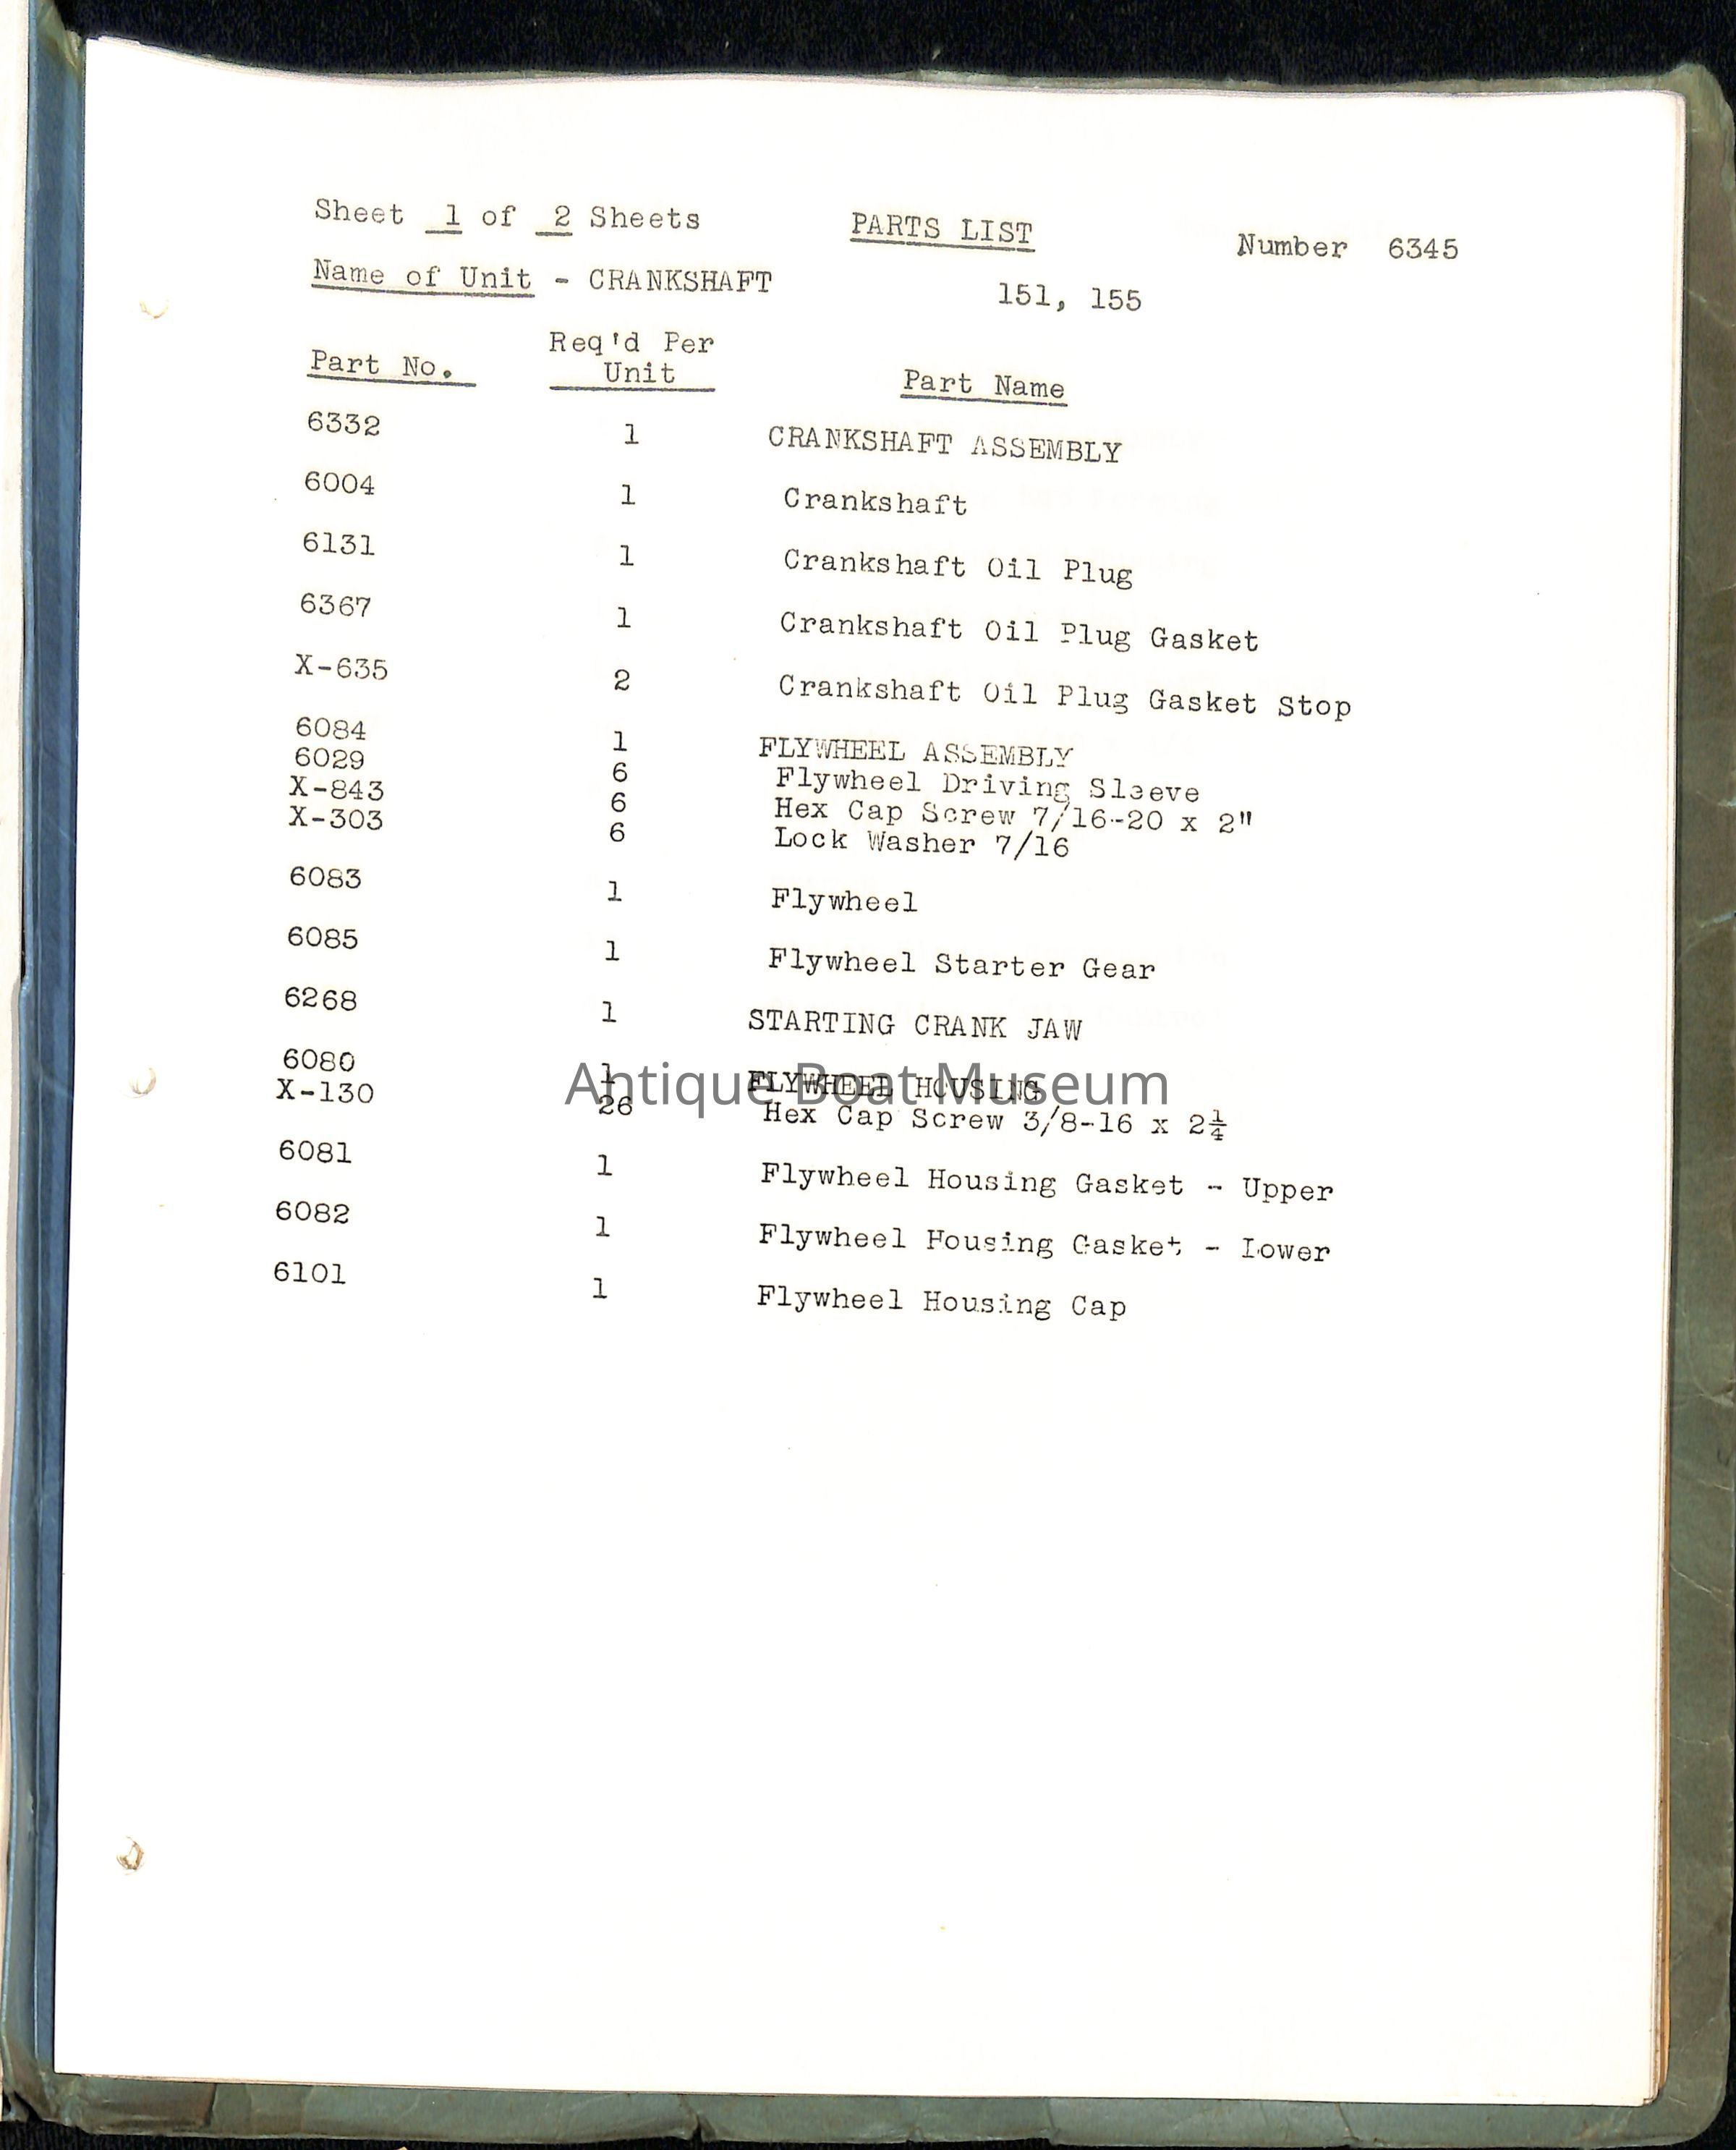 Sheet 1 of 2 Sheets PARTS LIST Number 6345
Name of Unit - CRANKSHAFT 151, 155
Part No. Req'd Per Unit Part Name
6332 1 CRANKSHAFT ASSEMBLY
6004 1 Crankshaft
6131 1 Crankshaft Oil Plug
6367 1 Crankshaft Oil Plug Gasket
X-635 2 Crankshaft Oil Plug Gasket Stop
6084 1 FLYWHEEL ASSEMBLY
6029 6 Flywheel Driving Sleeve
X-843 6 Hex Cap Screw 7/16-20 x 2"
X-303 6 Lock Washer 7/16
6083 1 Flywheel
6085 1 Flywheel Starter Gear
6268 1 STARTING CRANK JAW
6080 1 FLYWHEEL HOUSING
Antique Boat Museum
X-130 26 Hex Cap Screw 3/8-16 x 2¼
6081 1 Flywheel Housing Gasket - Upper
6082 1 Flywheel Housing Gasket - Lower
6101 1 Flywheel Housing Cap